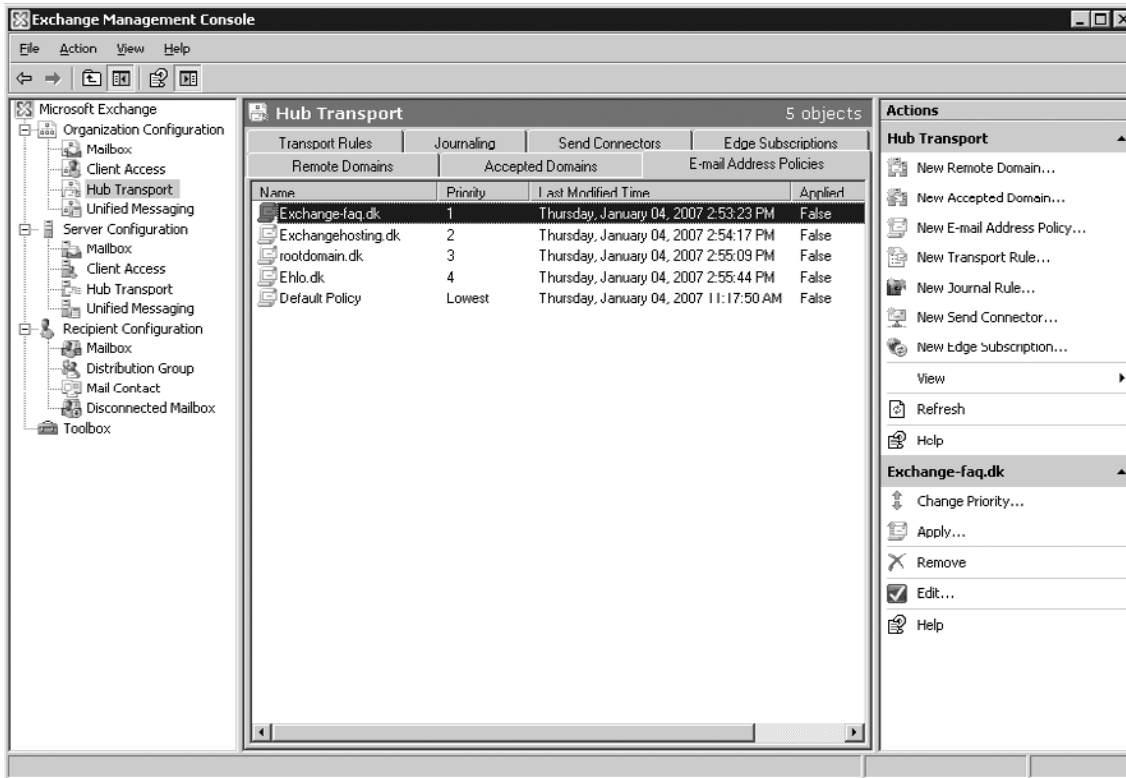 Exchange Management Console
File Action View Help
Microsoft Exchange
Organization Configuration
Mailbox
Client Access
Hub Transport
Unified Messaging
Server Configuration
Mailbox
Client Access
Hub Transport
Unified Messaging
Recipient Configuration
Mailbox
Distribution Group
Mail Contact
Disconnected Mailbox
Toolbox
Hub Transport 5 objects
Transport Rules Journaling Send Connectors Edge Subscriptions
Remote Domains Accepted Domains E-mail Address Policies
Name Priority Last Modified Time Applied
Exchange-faq.dk 1 Thursday, January 04, 2007 2:53:23 PM False
Exchangehosting.dk 2 Thursday, January 04, 2007 2:54:17 PM False
rootdomain.dk 3 Thursday, January 04, 2007 2:55:09 PM False
Ehlo.dk 4 Thursday, January 04, 2007 2:55:44 PM False
Default Policy Lowest Thursday, January 04, 2007 11:17:50 AM False
Actions
Hub Transport
New Remote Domain...
New Accepted Domain...
New E-mail Address Policy...
New Transport Rule...
New Journal Rule...
New Send Connector...
New Edge Subscription...
View
Refresh
Help
Exchange-faq.dk
Change Priority...
Apply...
Remove
Edit...
Help